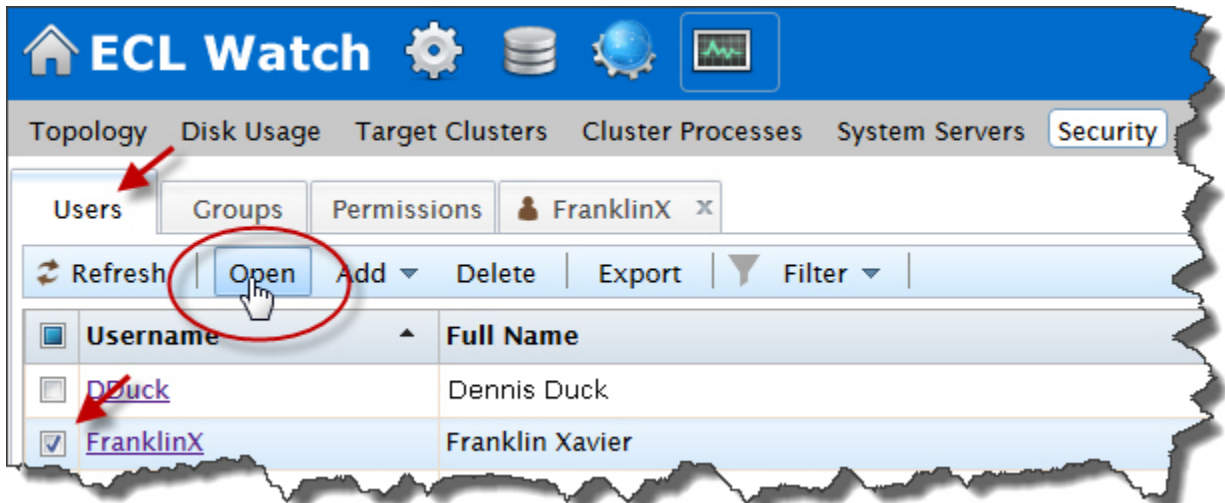 ECL Watch
Topology Disk Usage Target Clusters Cluster Processes System Servers Security
Users Groups Permissions FranklinX x
Refresh Open Add Delete Export Filter
Username Full Name
DDuck Dennis Duck
FranklinX Franklin Xavier